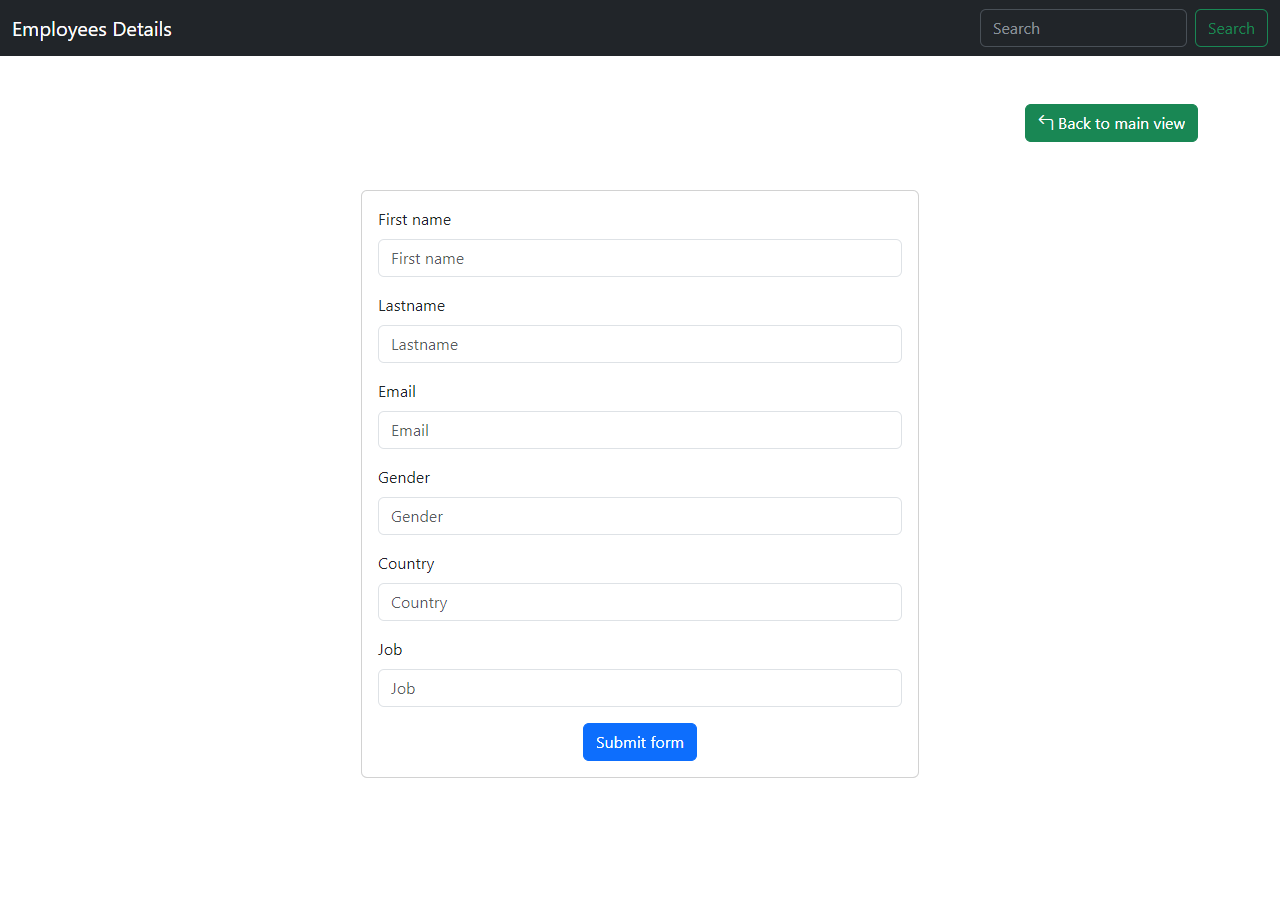 Employees Details
Search Search
Back to main view
First name
First name
Lastname
Lastname
Email
Email
Gender
Gender
Country
Country
Job
Job
Submit form